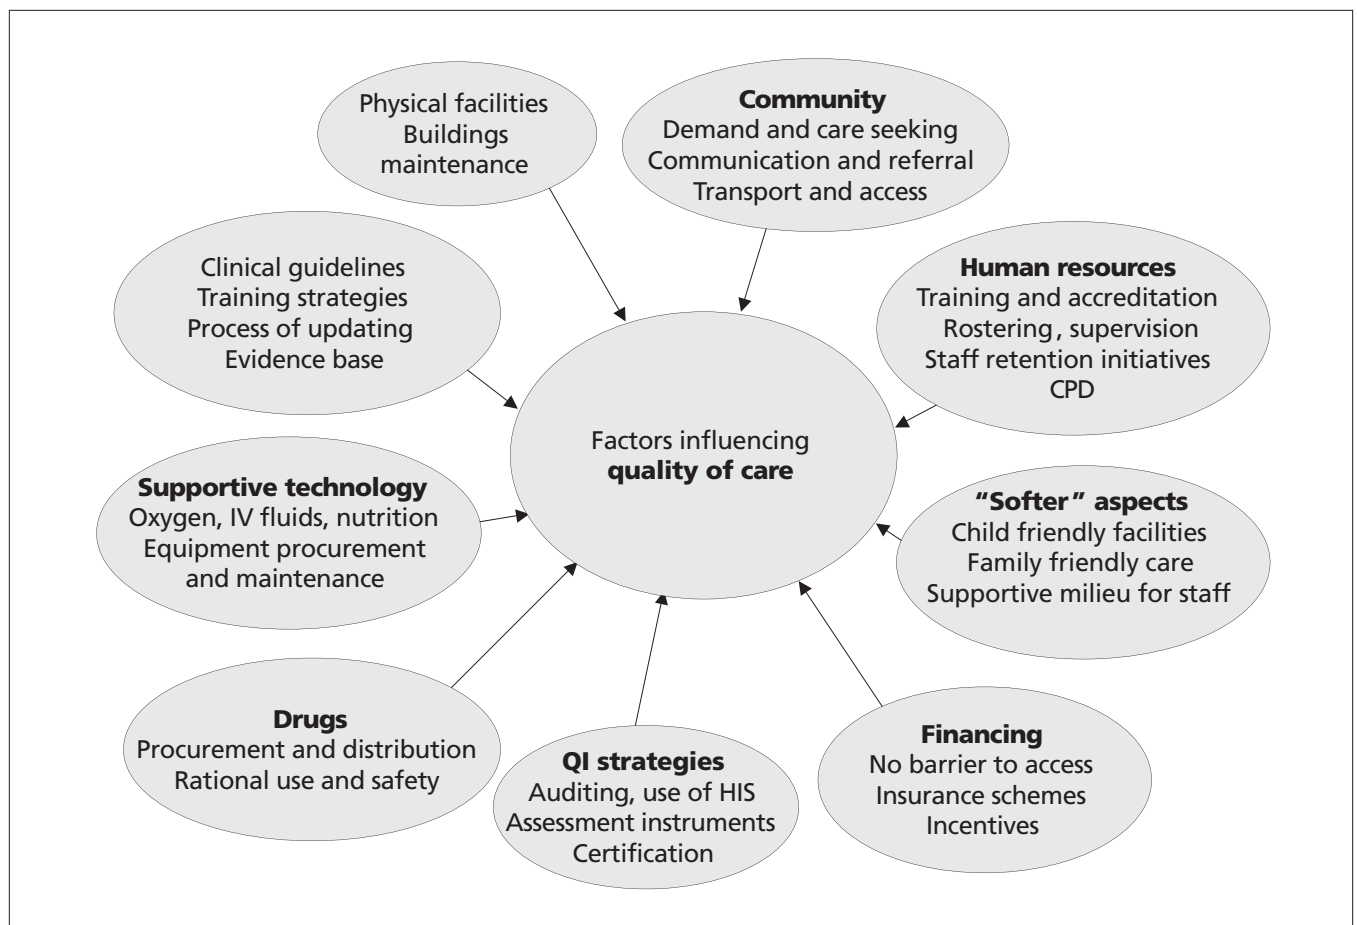 Physical facilities
Buildings
maintenance
Community
Demand and care seeking
Communication and referral
Transport and access
Clinical guidelines
Training strategies
Process of updating
Evidence base
Human resources
Training and accreditation
Rostering, supervision
Staff retention initiatives
CPD
Factors influencing
quality of care
Supportive technology
Oxygen, IV fluids, nutrition
Equipment procurement
and maintenance
“Softer” aspects
Child friendly facilities
Family friendly care
Supportive milieu for staff
Drugs
Procurement and distribution
Rational use and safety
QI strategies
Auditing, use of HIS
Assessment instruments
Certification
Financing
No barrier to access
Insurance schemes
Incentives